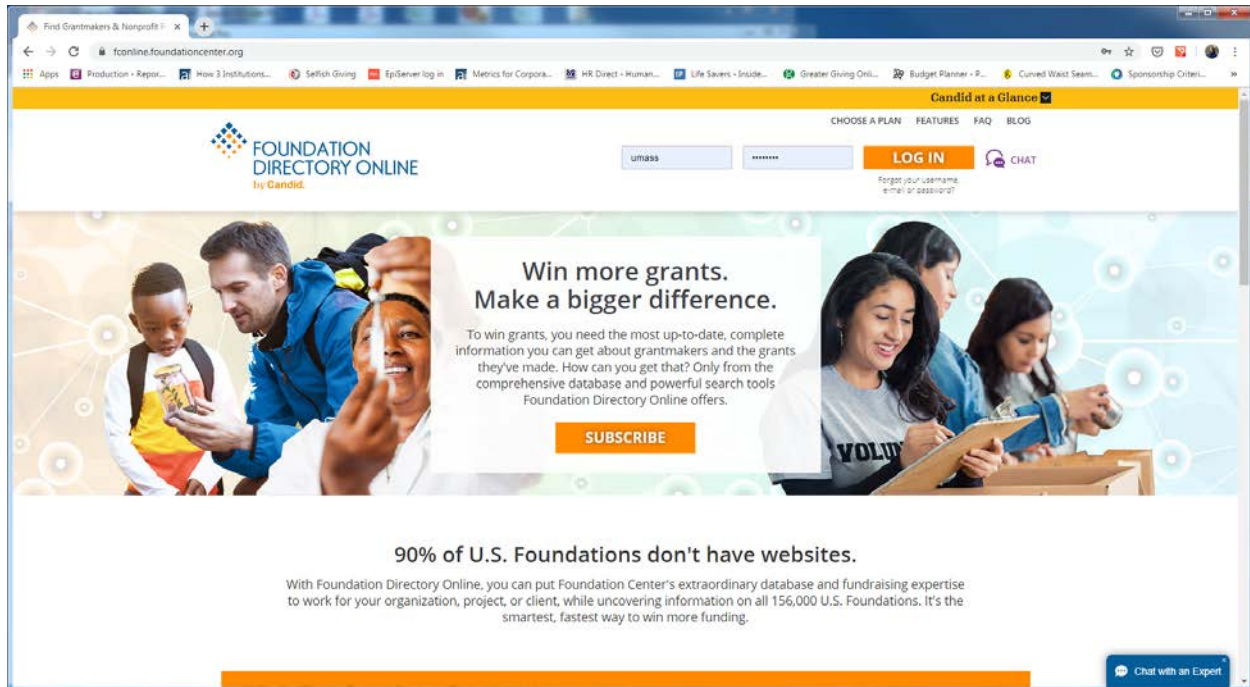 Find Grantmakers & Nonprofit F
fconline.foundationcenter.org
Apps Production - Repor... How 3 Institutions... Selfish Giving EpiServer log in Metrics for Corpora... HR Direct - Human... Life Savers - Inside... Greater Giving Onli... Budget Planner - P... Curved Waist Seam... Sponsorship Criteri... »
Candid at a Glance
CHOOSE A PLAN FEATURES FAQ BLOG
FOUNDATION
DIRECTORY ONLINE
by Candid.
umass •••••••• LOG IN CHAT
Forgot your username,
e-mail or password?
Win more grants.
Make a bigger difference.
To win grants, you need the most up-to-date, complete
information you can get about grantmakers and the grants
they've made. How can you get that? Only from the
comprehensive database and powerful search tools
Foundation Directory Online offers.
SUBSCRIBE
VOLUN
90% of U.S. Foundations don't have websites.
With Foundation Directory Online, you can put Foundation Center's extraordinary database and fundraising expertise
to work for your organization, project, or client, while uncovering information on all 156,000 U.S. Foundations. It's the
smartest, fastest way to win more funding.
Chat with an Expert